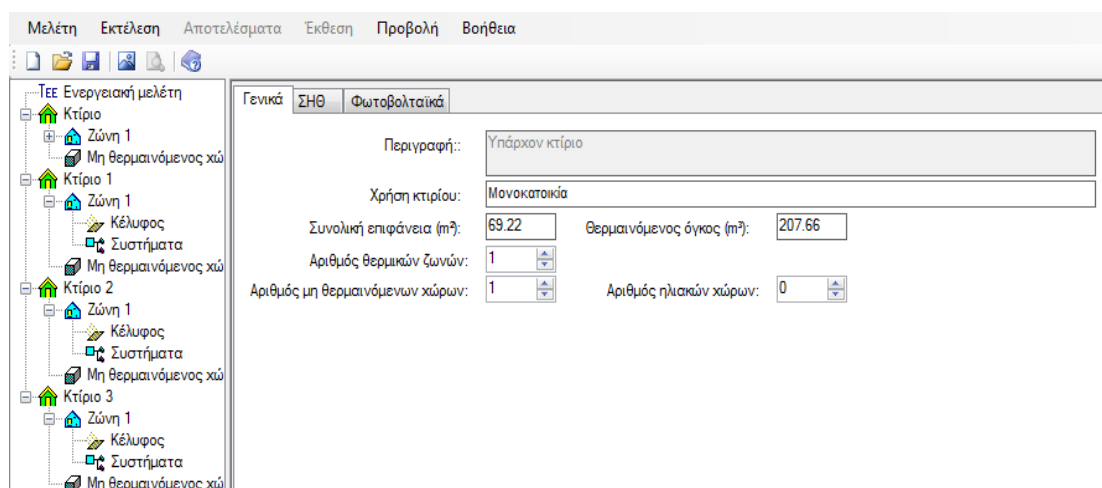 Μελέτη Εκτέλεση Αποτελέσματα Έκθεση Προβολή Βοήθεια
ΤΕΕ Ενεργειακή μελέτη
Κτίριο
Ζώνη 1
Μη θερμαινόμενος χώ
Κτίριο 1
Ζώνη 1
Κέλυφος
Συστήματα
Μη θερμαινόμενος χώ
Κτίριο 2
Ζώνη 1
Κέλυφος
Συστήματα
Μη θερμαινόμενος χώ
Κτίριο 3
Ζώνη 1
Κέλυφος
Συστήματα
Μη θερμαινόμενος χώ
Γενικά ΣΗΘ Φωτοβολταϊκά
Περιγραφή:: Υπάρχον κτίριο
Χρήση κτιρίου: Μονοκατοικία
Συνολική επιφάνεια (m²): 69.22 Θερμαινόμενος όγκος (m³): 207.66
Αριθμός θερμικών ζωνών: 1
Αριθμός μη θερμαινόμενων χώρων: 1 Αριθμός ηλιακών χώρων: 0